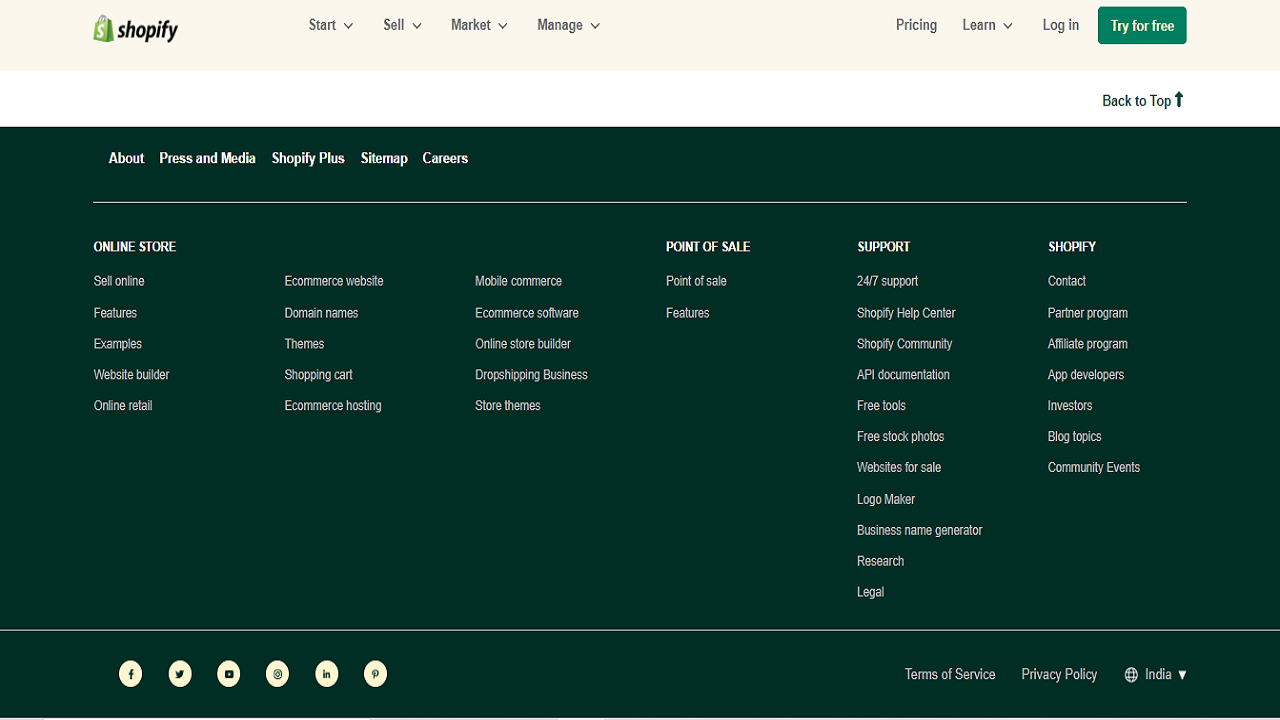 shopify Start Sell Market Manage Pricing Learn Log in Try for free
Back to Top
About Press and Media Shopify Plus Sitemap Careers
ONLINE STORE POINT OF SALE SUPPORT SHOPIFY
Sell online Ecommerce website Mobile commerce Point of sale 24/7 support Contact
Features Domain names Ecommerce software Features Shopify Help Center Partner program
Examples Themes Online store builder Shopify Community Affiliate program
Website builder Shopping cart Dropshipping Business API documentation App developers
Online retail Ecommerce hosting Store themes Free tools Investors
Free stock photos Blog topics
Websites for sale Community Events
Logo Maker
Business name generator
Research
Legal
Terms of Service Privacy Policy India